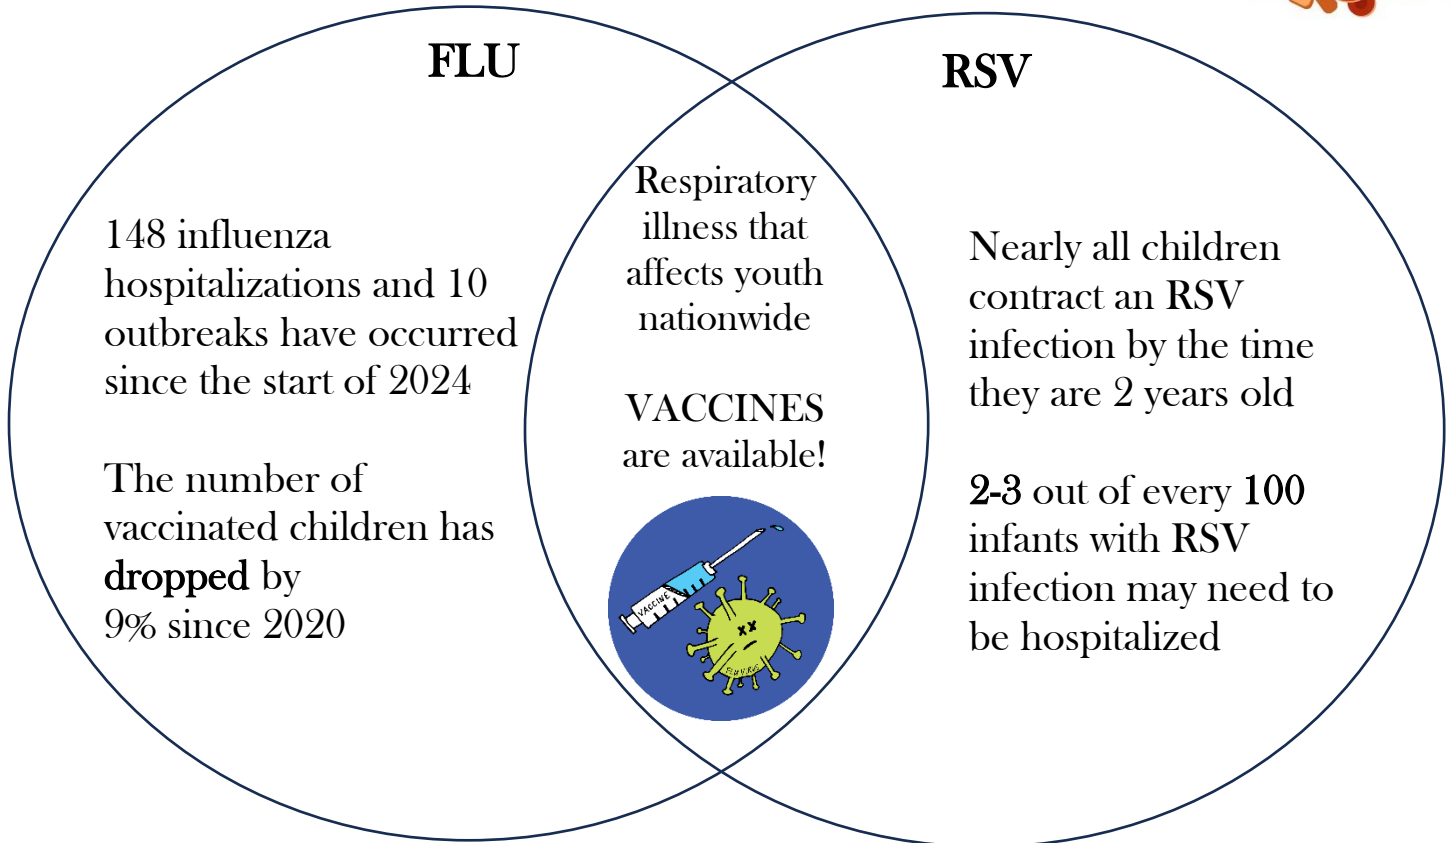 FLU
148 influenza
hospitalizations and 10
outbreaks have occurred
since the start of 2024
The number of
vaccinated children has
dropped by
9% since 2020
Respiratory
illness that
affects youth
nationwide
VACCINES
are available!
VACCINE
FLU VIRUS
RSV
Nearly all children
contract an RSV
infection by the time
they are 2 years old
2-3 out of every 100
infants with RSV
infection may need to
be hospitalized